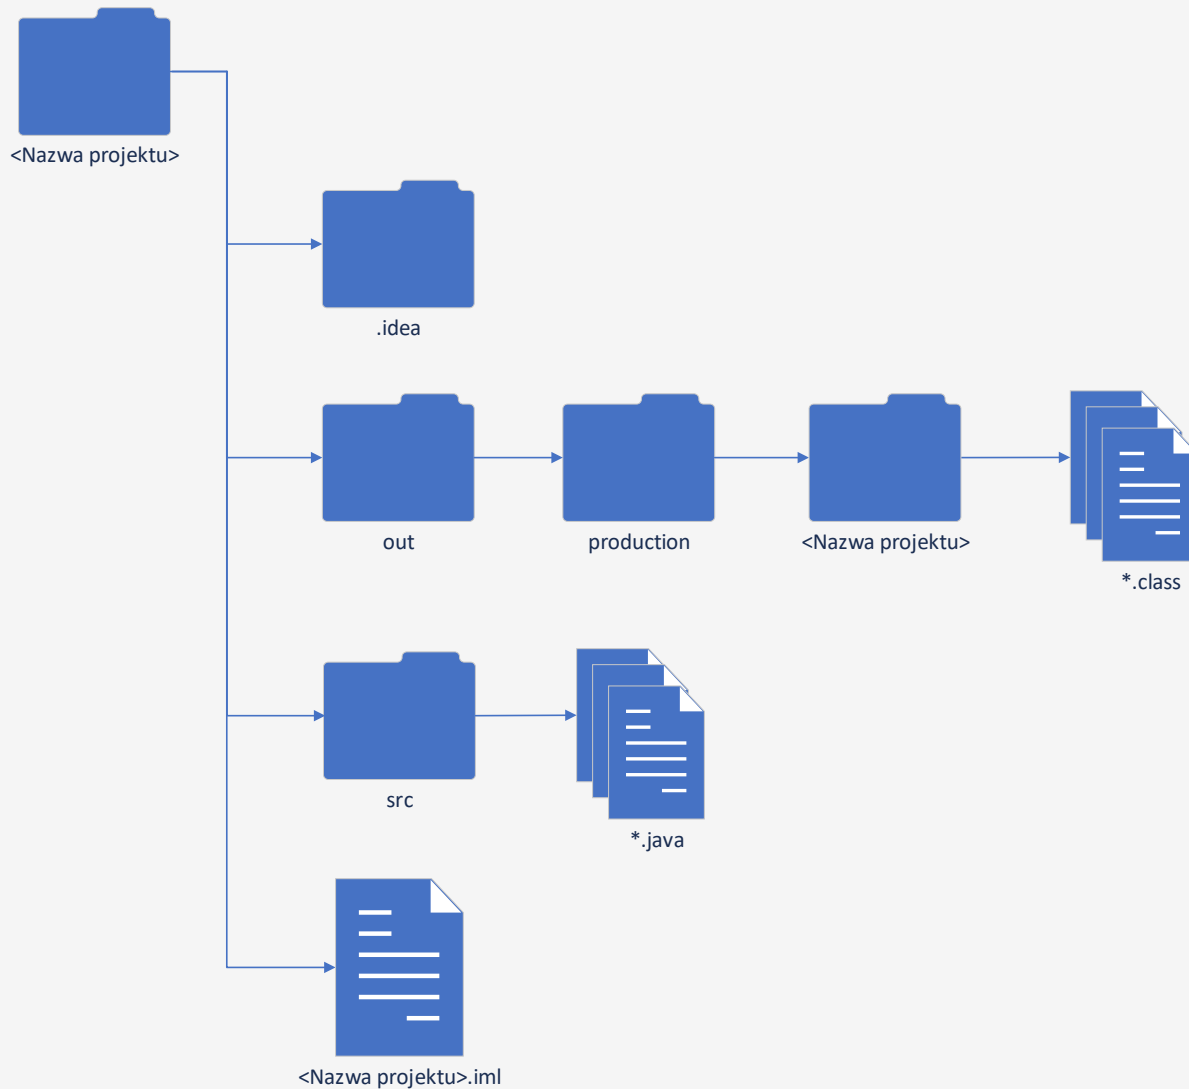 <Nazwa projektu>
.idea
out
production
<Nazwa projektu>
*.class
src
*.java
<Nazwa projektu>.iml